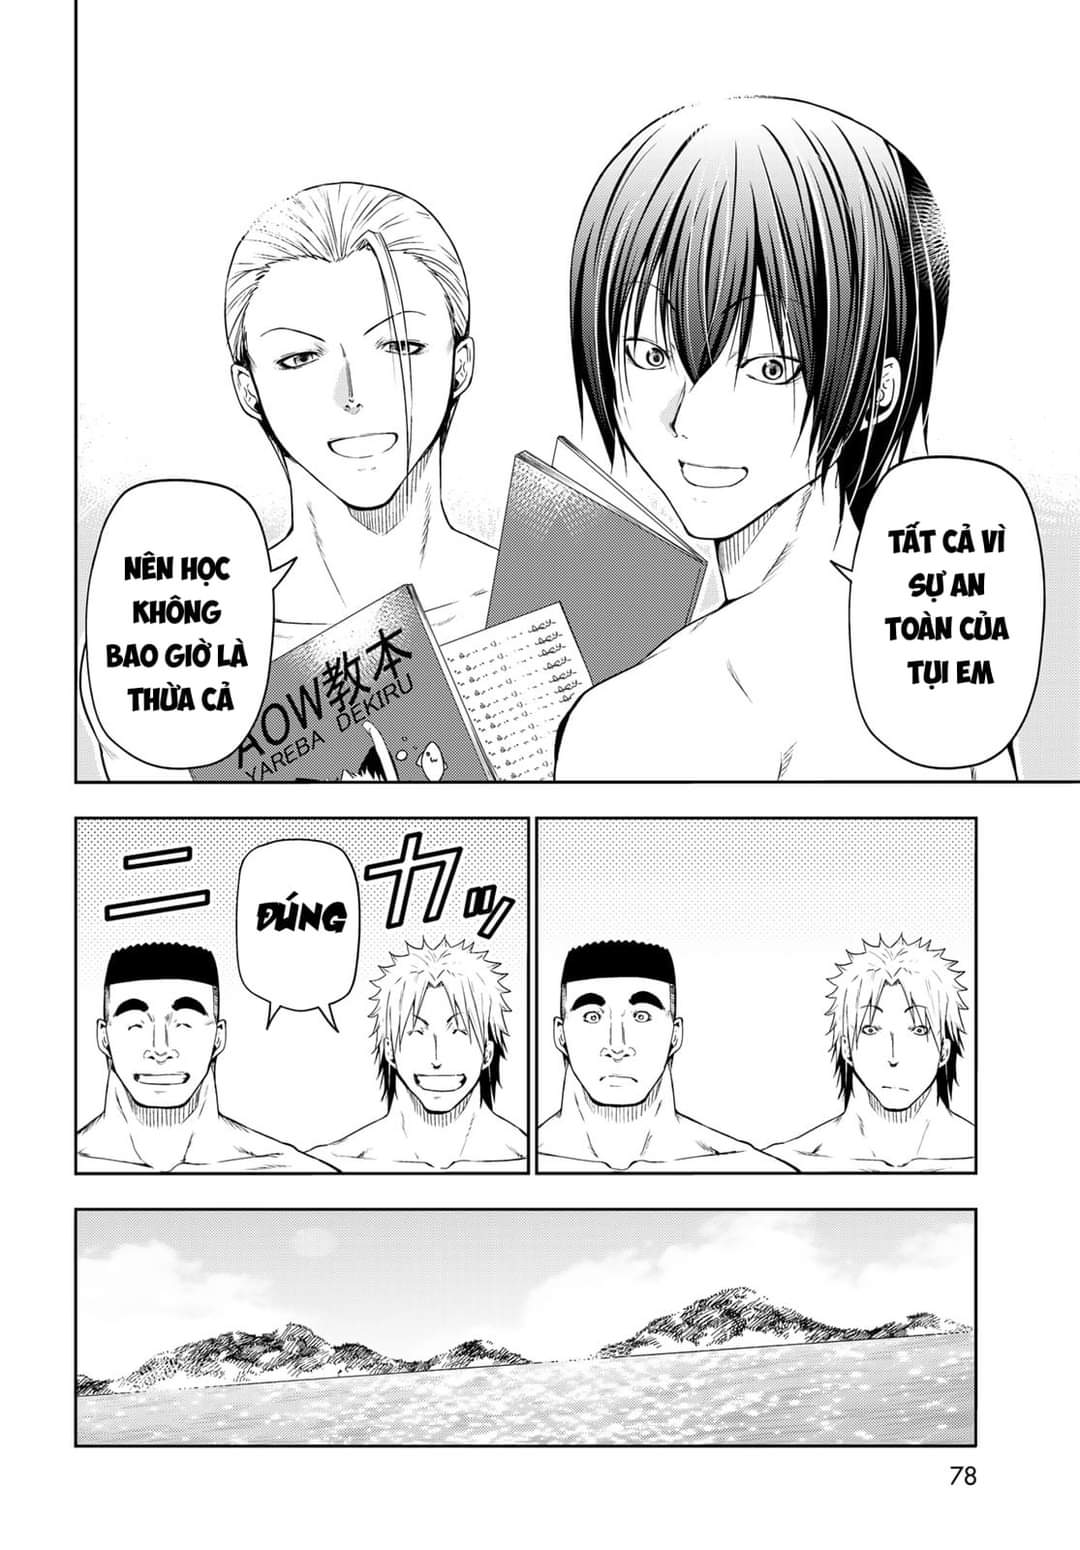 TẤT CẢ VÌ
SỰ AN
TOÀN CỦA
TỤI EM
NÊN HỌC
KHÔNG
BAO GIỜ LÀ
THỪA CẢ
AOW教本
YAREBA DEKIRU
ニカッ
ĐÚNG
78